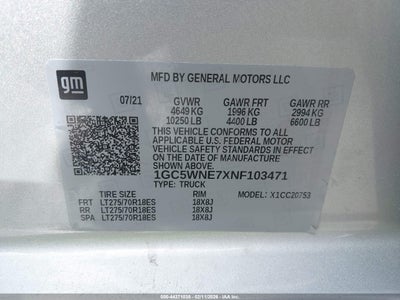 gm
MFD BY GENERAL MOTORS LLC
07/21 GVWR GAWR FRT GAWR RR
4649 KG 1996 KG 2994 KG
10250 LB 4400 LB 6600 LB
THIS VEHICLE CONFORMS TO ALL
APPLICABLE U.S. FEDERAL MOTOR
VEHICLE SAFETY STANDARDS IN
EFFECT ON THE DATE OF
MANUFACTURE SHOWN ABOVE.
1GC5WNE7XNF103471
TYPE: TRUCK
TIRE SIZE RIM MODEL: X1CC20753
FRT LT275/70R18ES 18X8J
RR LT275/70R18ES 18X8J
SPA LT275/70R18ES 18X8J